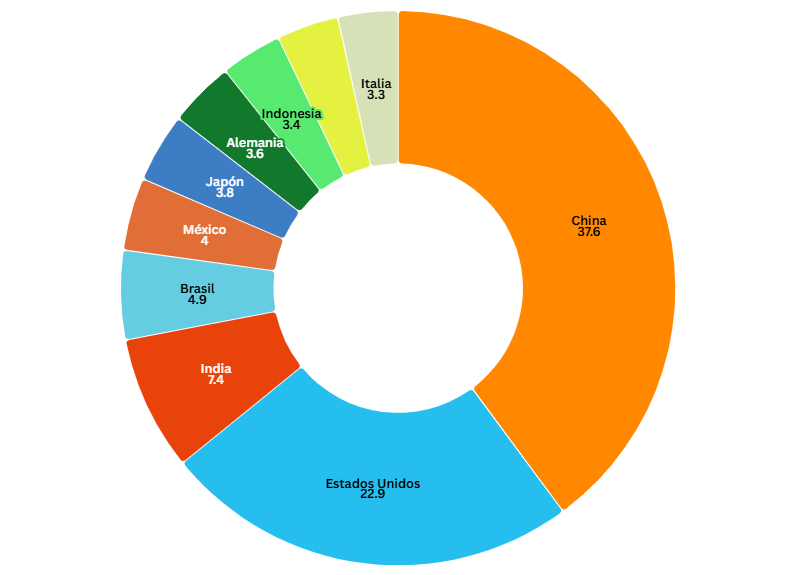 Italia
3.3
Indonesia
3.4
Alemania
3.6
China
37.6
Japón
3.8
México
4
Brasil
4.9
India
7.4
Estados Unidos
22.9